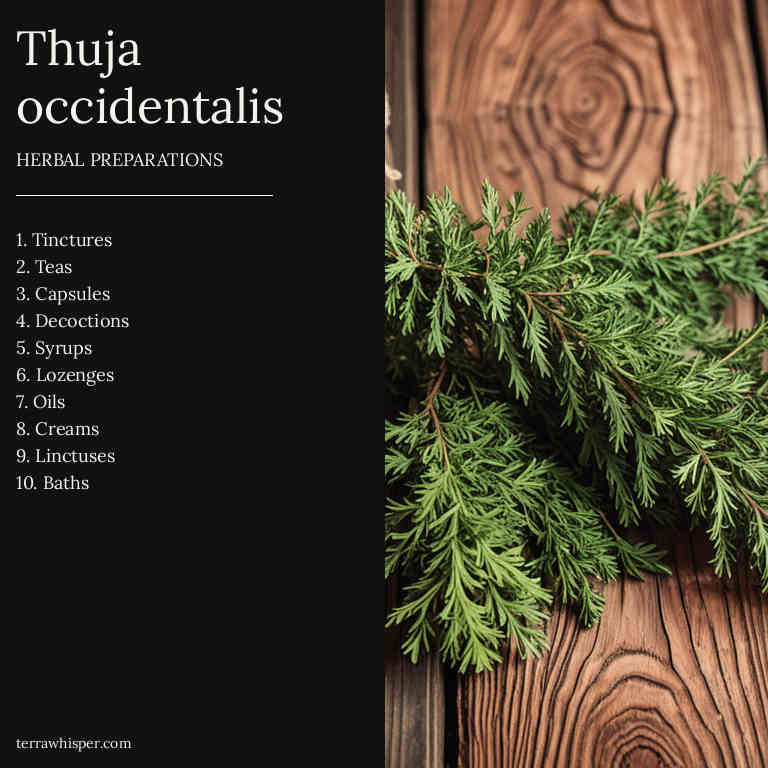 Thuja
occidentalis
HERBAL PREPARATIONS
1. Tinctures
2. Teas
3. Capsules
4. Decoctions
5. Syrups
6. Lozenges
7. Oils
8. Creams
9. Linctuses
10. Baths
terrawhisper.com